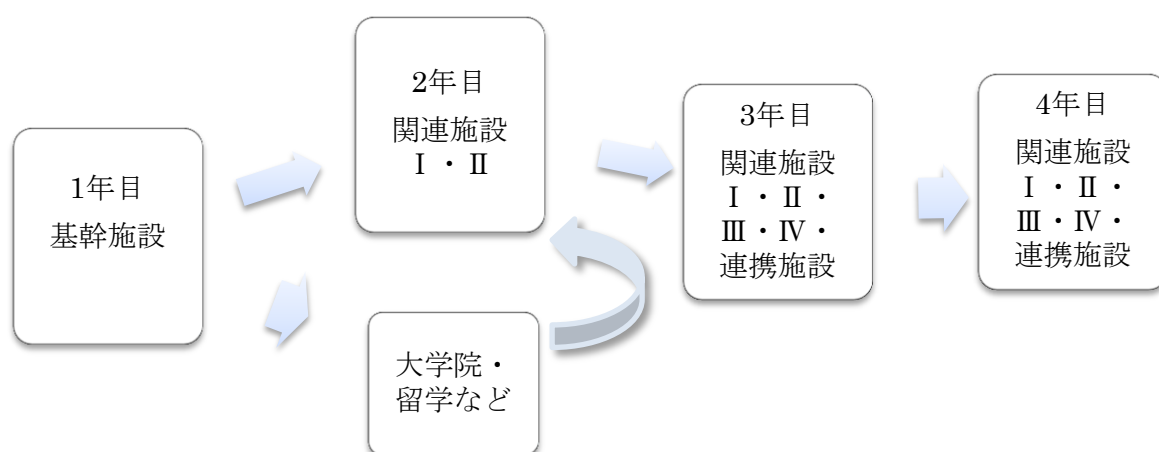 1年目
基幹施設
2年目
関連施設
Ⅰ・Ⅱ
大学院・
留学など
3年目
関連施設
Ⅰ・Ⅱ・
Ⅲ・Ⅳ・
連携施設
4年目
関連施設
Ⅰ・Ⅱ・
Ⅲ・Ⅳ・
連携施設